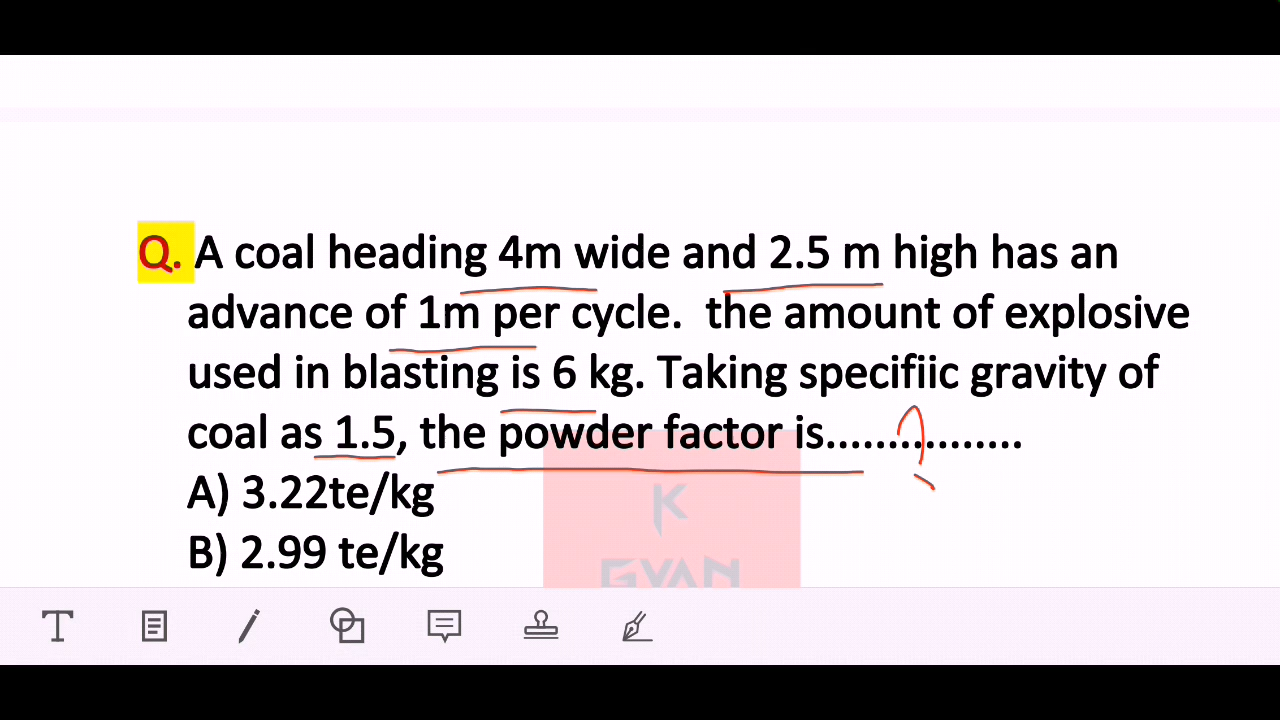 Q. A coal heading 4m wide and 2.5 m high has an
advance of 1m per cycle.  the amount of explosive
used in blasting is 6 kg. Taking specifiic gravity of
coal as 1.5, the powder factor is................
A) 3.22te/kg
K
B) 2.99 te/kg
GYAN
T